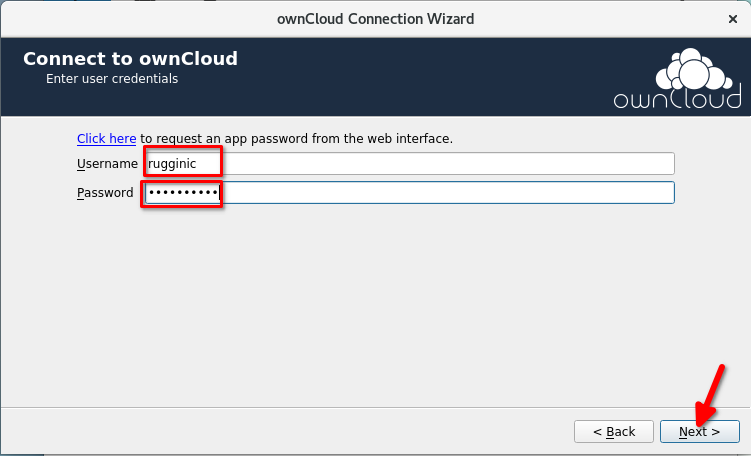 ownCloud Connection Wizard
Connect to ownCloud
Enter user credentials
ownCloud
Click here to request an app password from the web interface.
Username rugginic
Password ••••••••••
< Back Next >